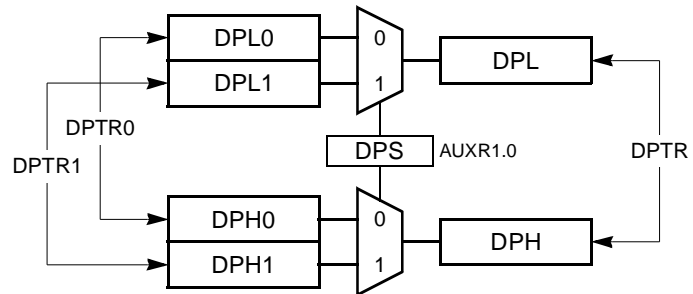 DPL0
0
DPL1
1
DPL
DPTR0
DPTR1
DPS
AUXR1.0
DPTR
DPH0
0
DPH1
1
DPH